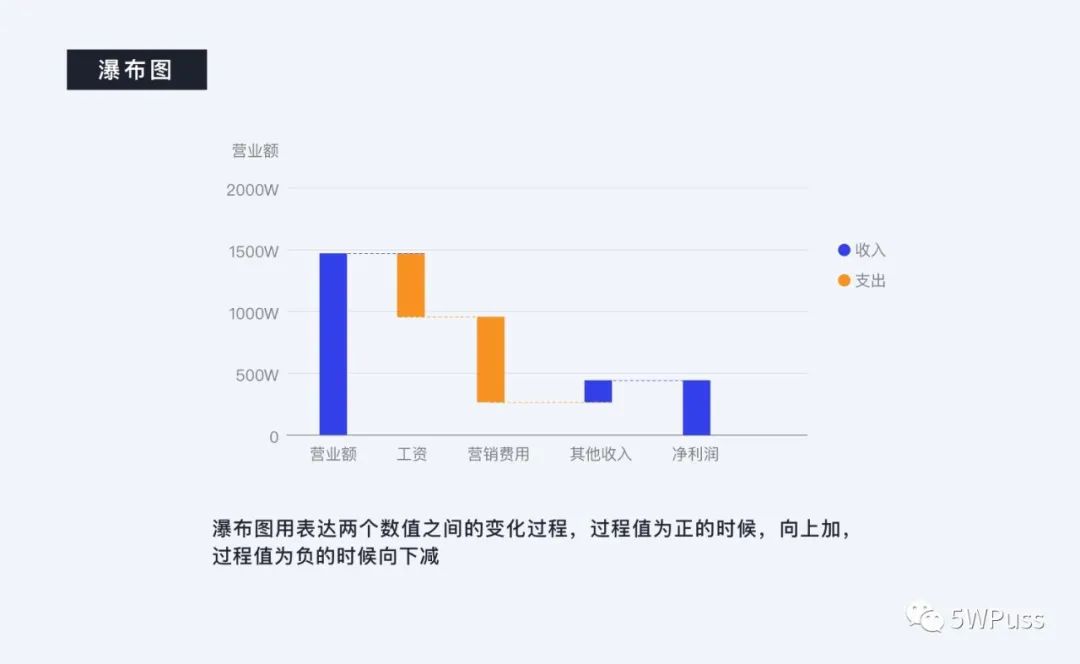 瀑布图
营业额
2000W
1500W
1000W
500W
0
收入
支出
营业额 工资 营销费用 其他收入 净利润
瀑布图用表达两个数值之间的变化过程，过程值为正的时候，向上加，
过程值为负的时候向下减
5WPuss